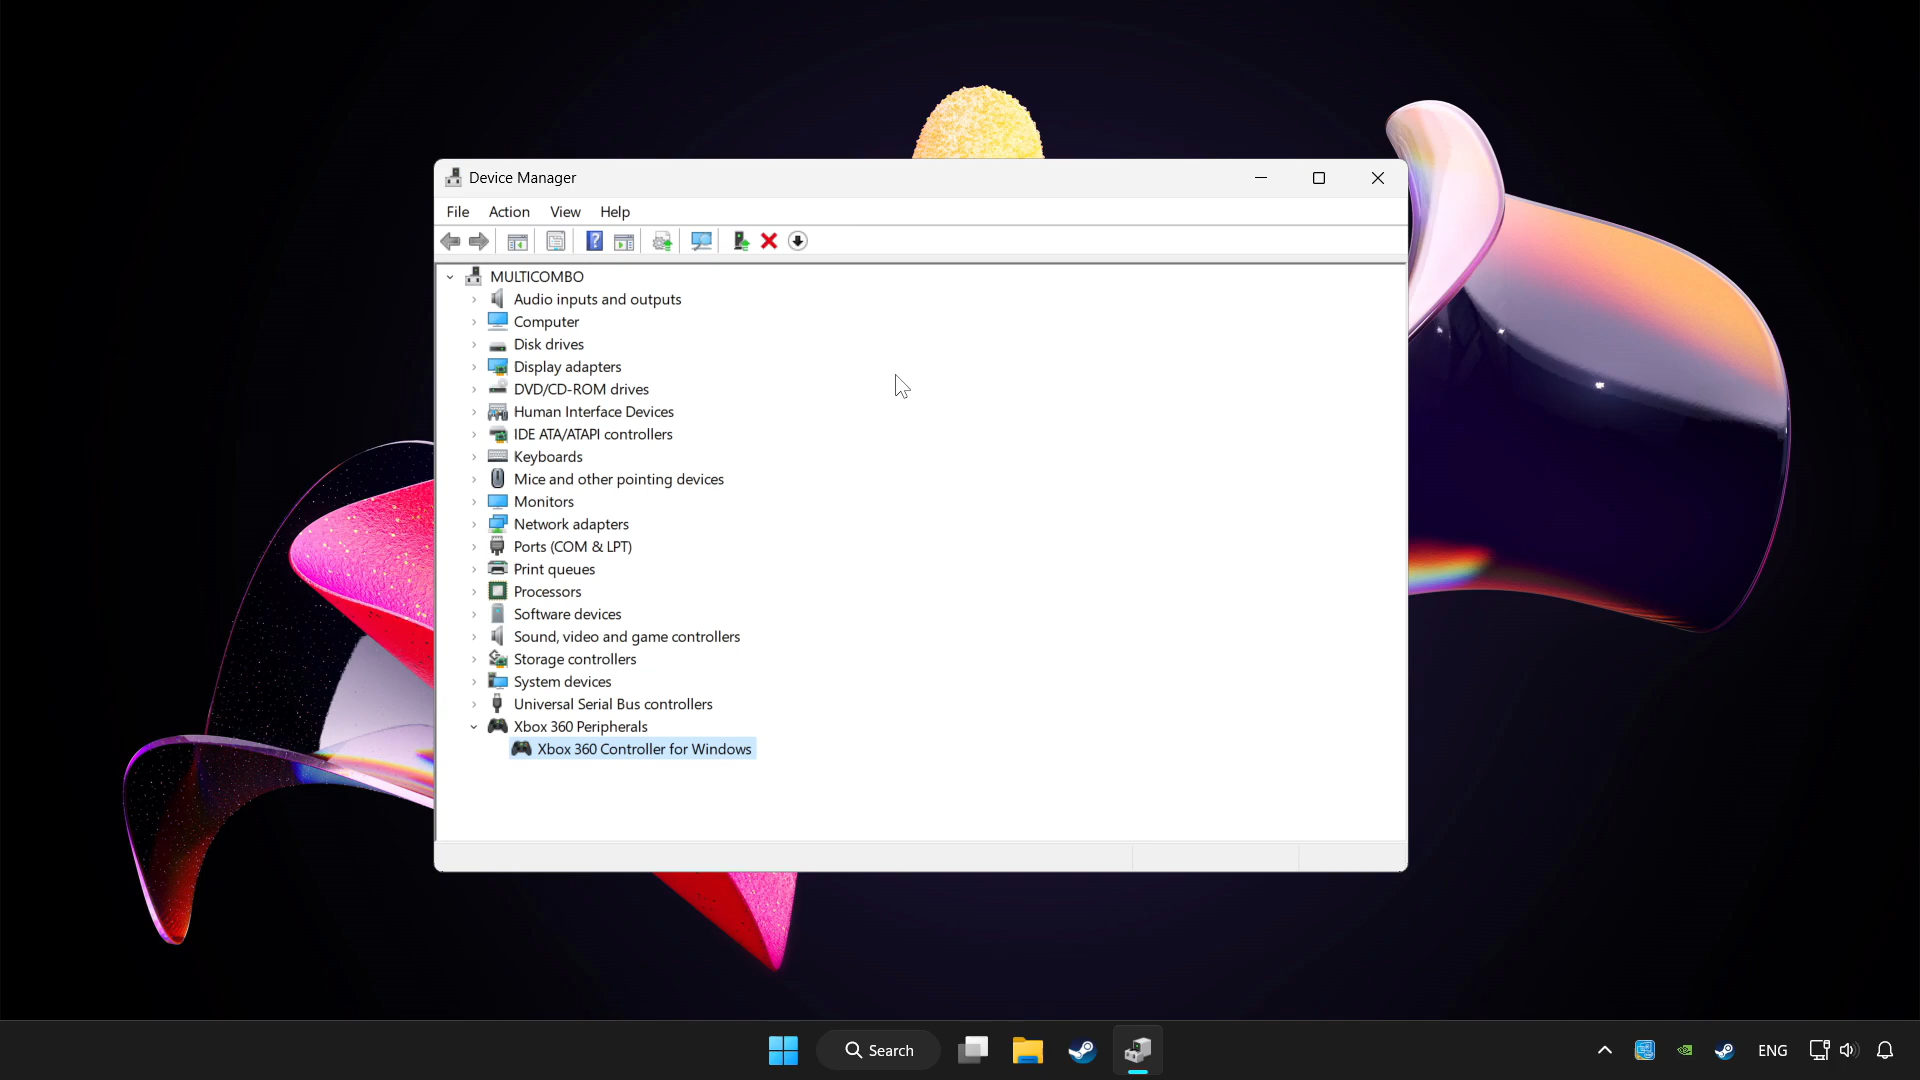 Device Manager
File Action View Help
?
MULTICOMBO
Audio inputs and outputs
Computer
Disk drives
Display adapters
DVD/CD-ROM drives
Human Interface Devices
IDE ATA/ATAPI controllers
Keyboards
Mice and other pointing devices
Monitors
Network adapters
Ports (COM & LPT)
Print queues
Processors
Software devices
Sound, video and game controllers
Storage controllers
System devices
Universal Serial Bus controllers
Xbox 360 Peripherals
Xbox 360 Controller for Windows
Search
ENG